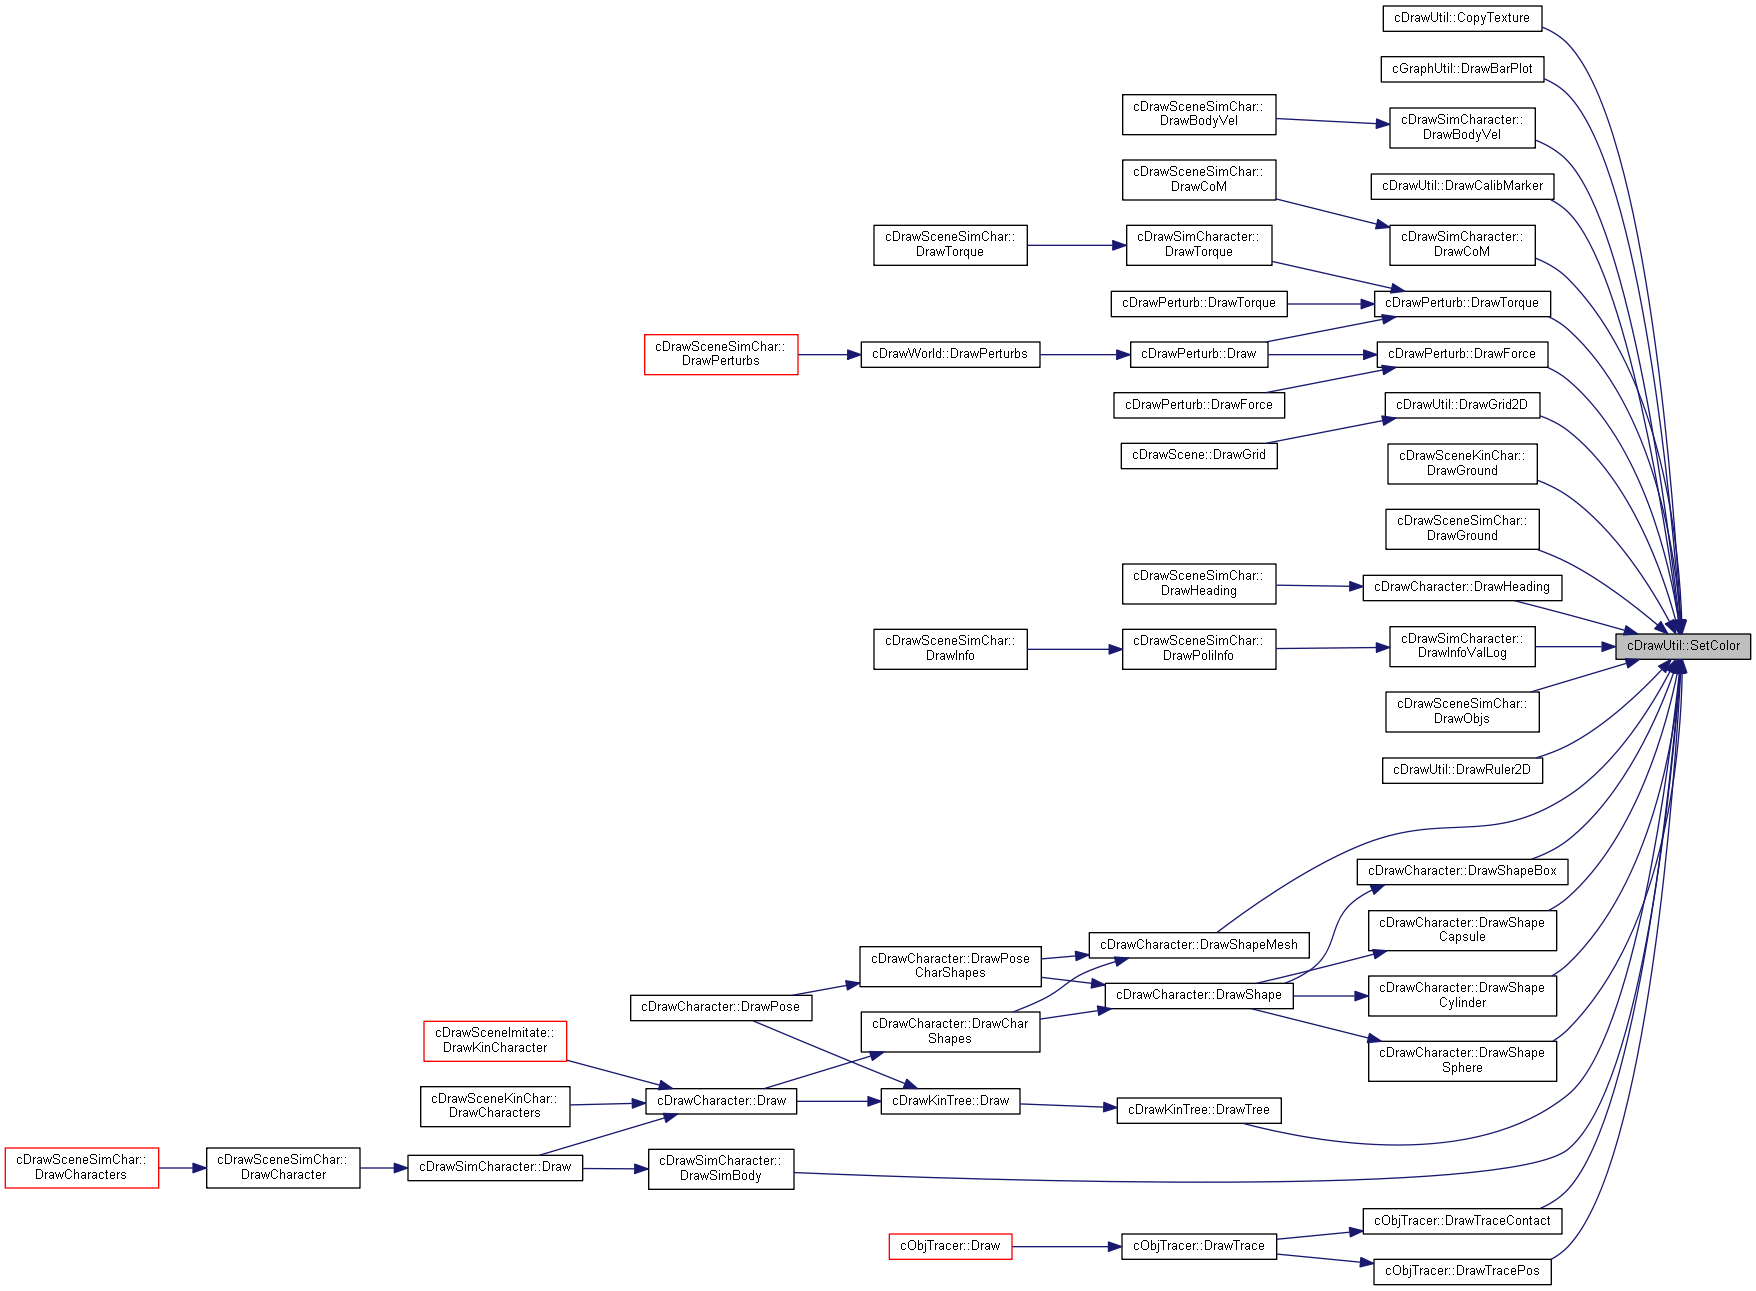 cDrawUtil::CopyTexture
cGraphUtil::DrawBarPlot
cDrawSceneSimChar::
DrawBodyVel
cDrawSimCharacter::
DrawBodyVel
cDrawSceneSimChar::
DrawCoM
cDrawUtil::DrawCalibMarker
cDrawSceneSimChar::
DrawTorque
cDrawSimCharacter::
DrawTorque
cDrawSimCharacter::
DrawCoM
cDrawPerturb::DrawTorque
cDrawPerturb::DrawTorque
cDrawSceneSimChar::
DrawPerturbs
cDrawWorld::DrawPerturbs
cDrawPerturb::Draw
cDrawPerturb::DrawForce
cDrawPerturb::DrawForce
cDrawUtil::DrawGrid2D
cDrawScene::DrawGrid
cDrawSceneKinChar::
DrawGround
cDrawSceneSimChar::
DrawGround
cDrawSceneSimChar::
DrawHeading
cDrawCharacter::DrawHeading
cDrawSceneSimChar::
DrawInfo
cDrawSceneSimChar::
DrawPoliInfo
cDrawSimCharacter::
DrawInfoValLog
cDrawUtil::SetColor
cDrawSceneSimChar::
DrawObjs
cDrawUtil::DrawRuler2D
cDrawCharacter::DrawShapeBox
cDrawCharacter::DrawShape
Capsule
cDrawCharacter::DrawShapeMesh
cDrawCharacter::DrawPose
CharShapes
cDrawCharacter::DrawShape
cDrawCharacter::DrawShape
Cylinder
cDrawCharacter::DrawPose
cDrawCharacter::DrawChar
Shapes
cDrawSceneImitate::
DrawKinCharacter
cDrawCharacter::DrawShape
Sphere
cDrawSceneKinChar::
DrawCharacters
cDrawCharacter::Draw
cDrawKinTree::Draw
cDrawKinTree::DrawTree
cDrawSceneSimChar::
DrawCharacters
cDrawSceneSimChar::
DrawCharacter
cDrawSimCharacter::Draw
cDrawSimCharacter::
DrawSimBody
cObjTracer::DrawTraceContact
cObjTracer::Draw
cObjTracer::DrawTrace
cObjTracer::DrawTracePos